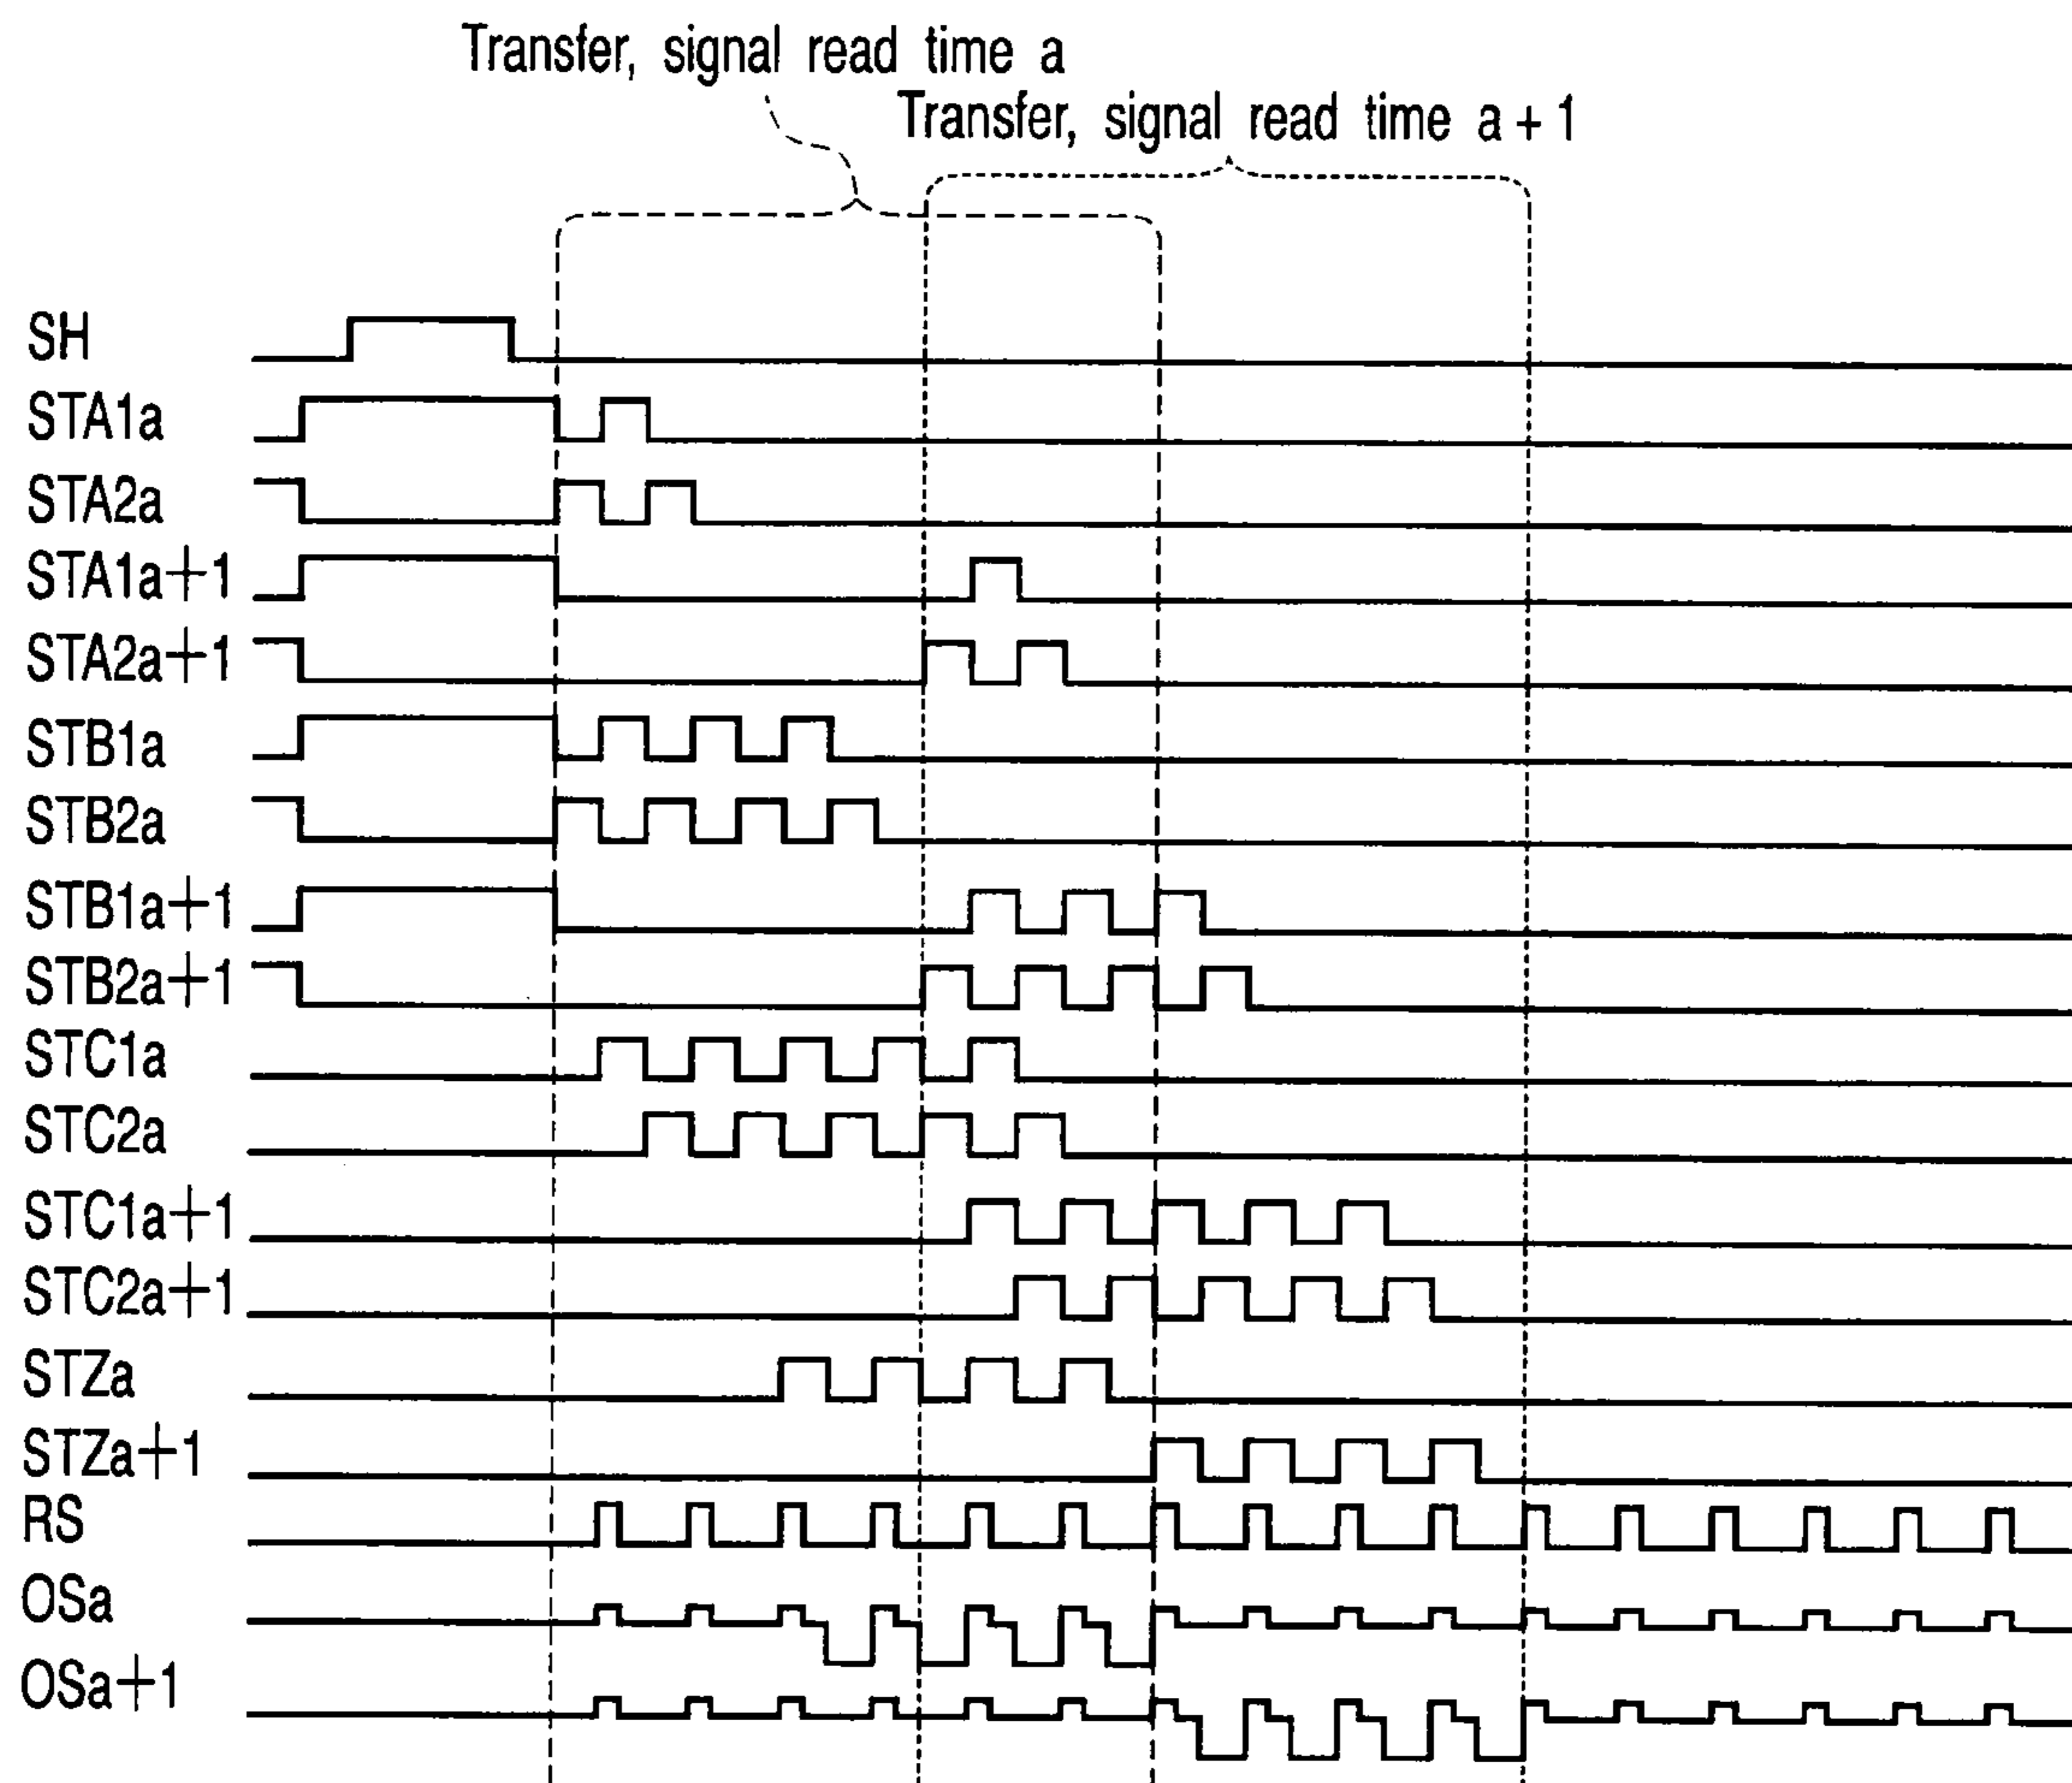 Transfer, signal read time a
Transfer, signal read time a + 1
SH
STA1a
STA2a
STA1a+1
STA2a+1
STB1a
STB2a
STB1a+1
STB2a+1
STC1a
STC2a
STC1a+1
STC2a+1
STZa
STZa+1
RS
OSa
OSa+1